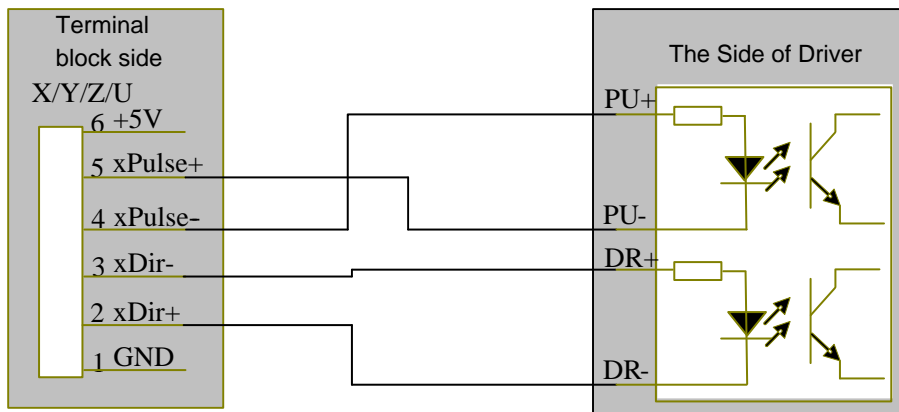 Terminal
block side
X/Y/Z/U
6 +5V
5 xPulse+
4 xPulse-
3 xDir-
2 xDir+
1 GND
The Side of Driver
PU+
PU-
DR+
DR-